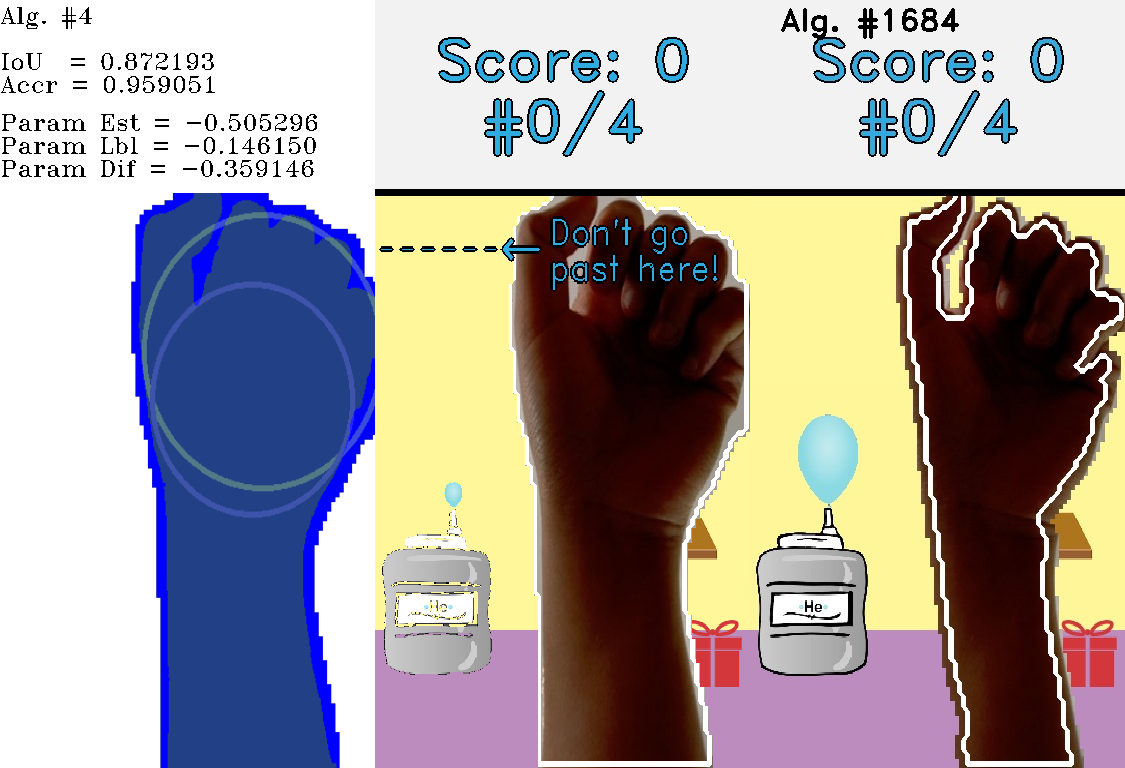 Alg. #4
IoU = 0.872193
Accr = 0.959051
Param Est = −0.505296
Param Lbl = −0.146150
Param Dif = −0.359146
Score: 0
#0/4
Don't go
past here!
He
Alg. #1684
Score: 0
#0/4
He